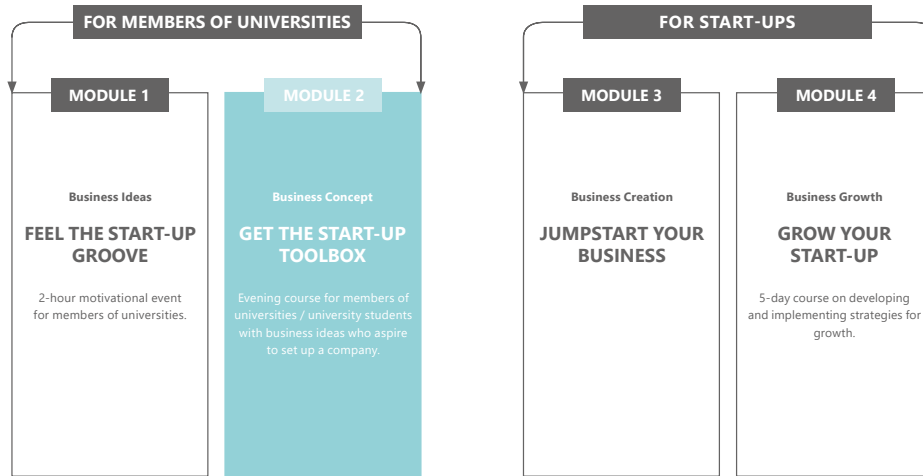 FOR MEMBERS OF UNIVERSITIES
FOR START-UPS
MODULE 1
Business Ideas
FEEL THE START-UP
GROOVE
2-hour motivational event
for members of universities.
MODULE 2
Business Concept
GET THE START-UP
TOOLBOX
Evening course for members of
universities / university students
with business ideas who aspire
to set up a company.
MODULE 3
Business Creation
JUMPSTART YOUR
BUSINESS
MODULE 4
Business Growth
GROW YOUR
START-UP
5-day course on developing
and implementing strategies for
growth.